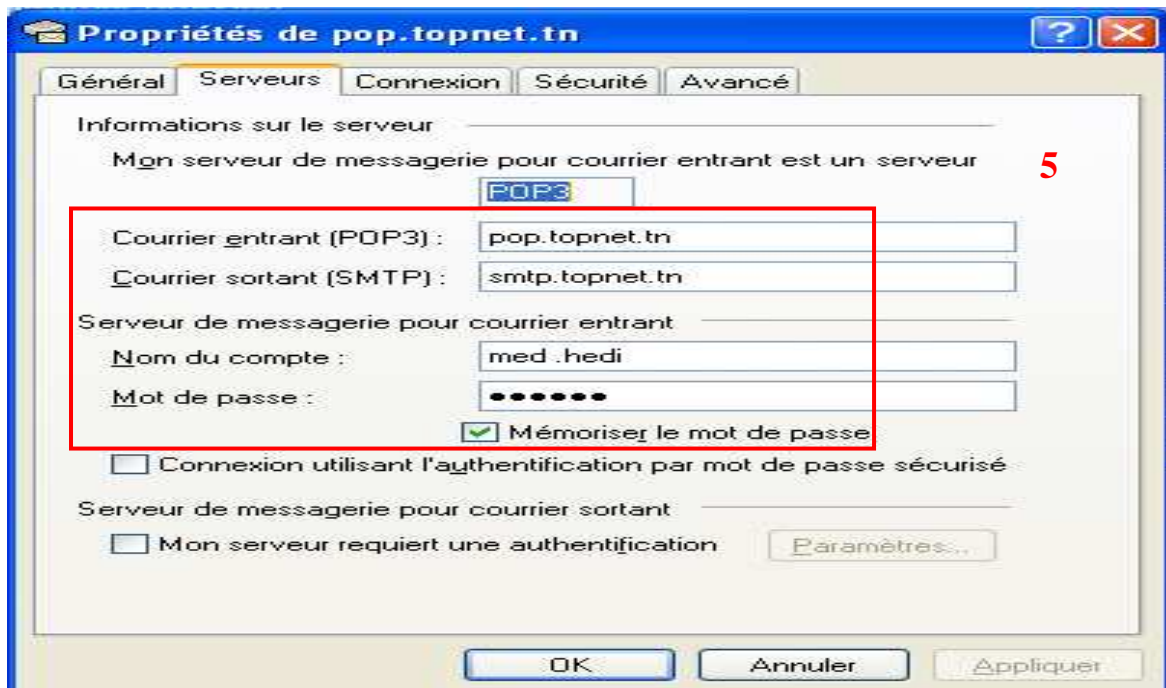 Propriétés de pop.topnet.tn
Général Serveurs Connexion Sécurité Avancé
Informations sur le serveur
Mon serveur de messagerie pour courrier entrant est un serveur
5
POP3
Courrier entrant (POP3) : pop.topnet.tn
Courrier sortant (SMTP) : smtp.topnet.tn
Serveur de messagerie pour courrier entrant
Nom du compte : med .hedi
Mot de passe : ●●●●●●
Mémoriser le mot de passe
Connexion utilisant l'authentification par mot de passe sécurisé
Serveur de messagerie pour courrier sortant
Mon serveur requiert une authentification Paramètres...
OK Annuler Appliquer